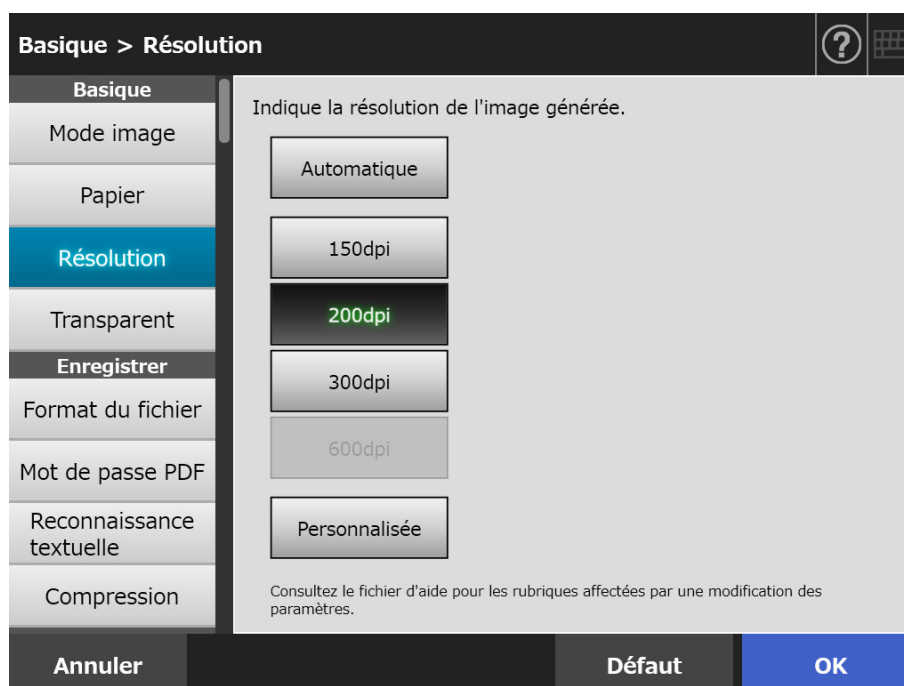 Basique > Résolution
?
Basique
Mode image
Papier
Résolution
Transparent
Enregistrer
Format du fichier
Mot de passe PDF
Reconnaissance
textuelle
Compression
Indique la résolution de l'image générée.
Automatique
150dpi
200dpi
300dpi
600dpi
Personnalisée
Consultez le fichier d'aide pour les rubriques affectées par une modification des
paramètres.
Annuler
Défaut
OK